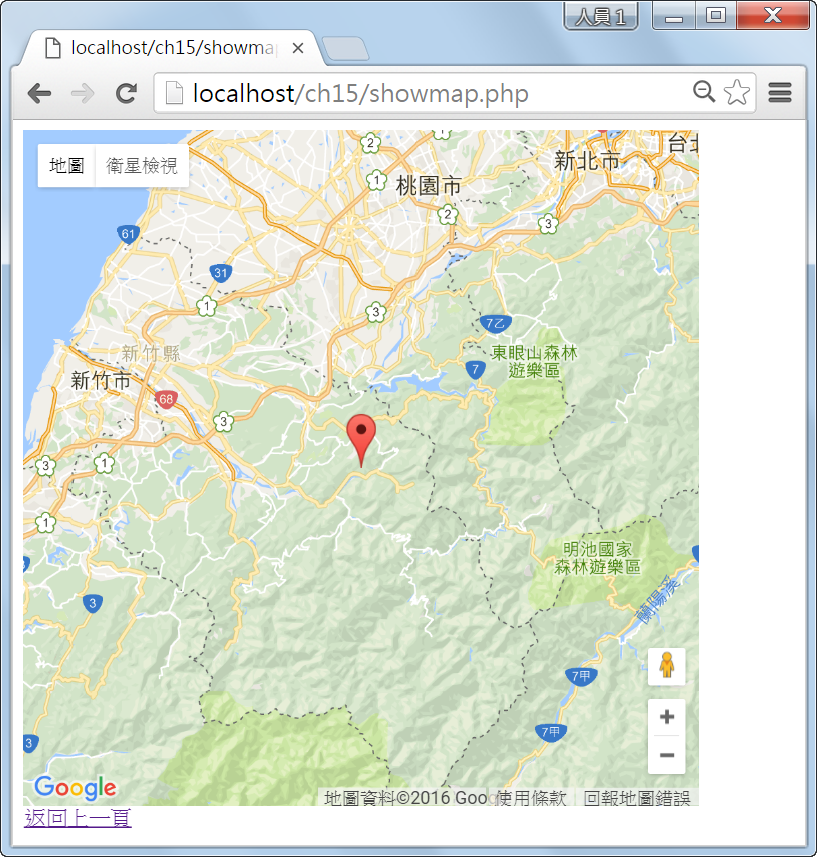 人員 1
localhost/ch15/showma
localhost/ch15/showmap.php
地圖
衛星檢視
2
1
桃園市
新北市
台北
2
3
61
31
1
3
7乙
新竹縣
東眼山森林
遊樂區
7
新竹市
68
3
3
1
1
明池國家
森林遊樂區
3
蘭陽溪
7甲
7甲
3
Google
地圖資料©2016 Goo 使用條款 回報地圖錯誤
返回上一頁